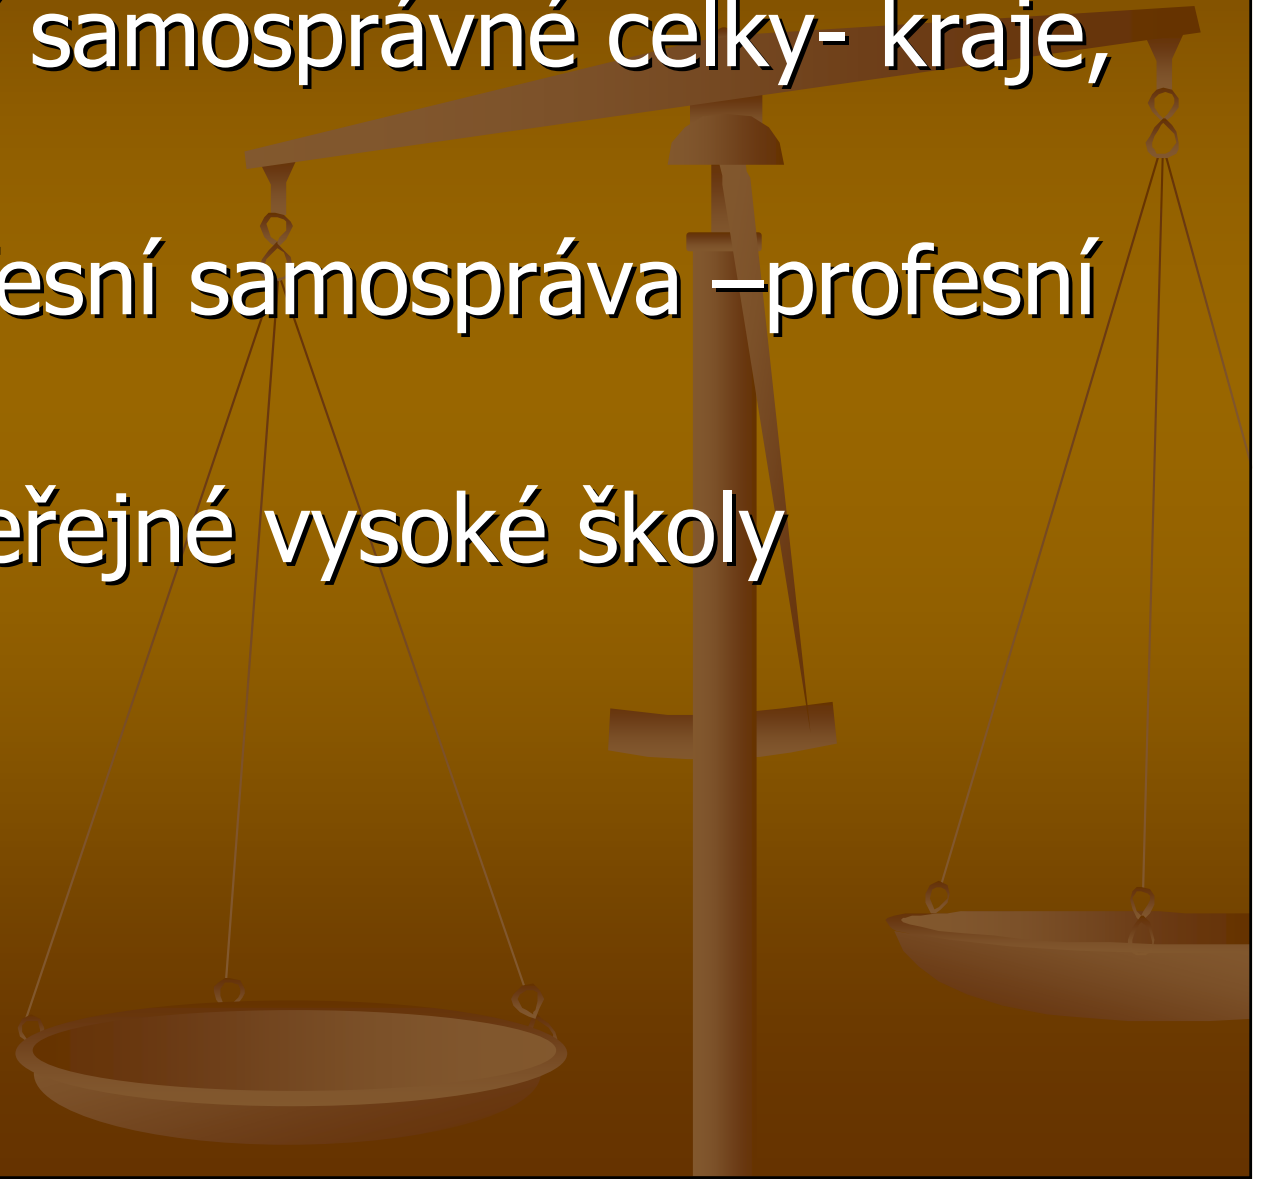 samosprávné celky- kraje,
esní samospráva –profesní
eřejné vysoké školy